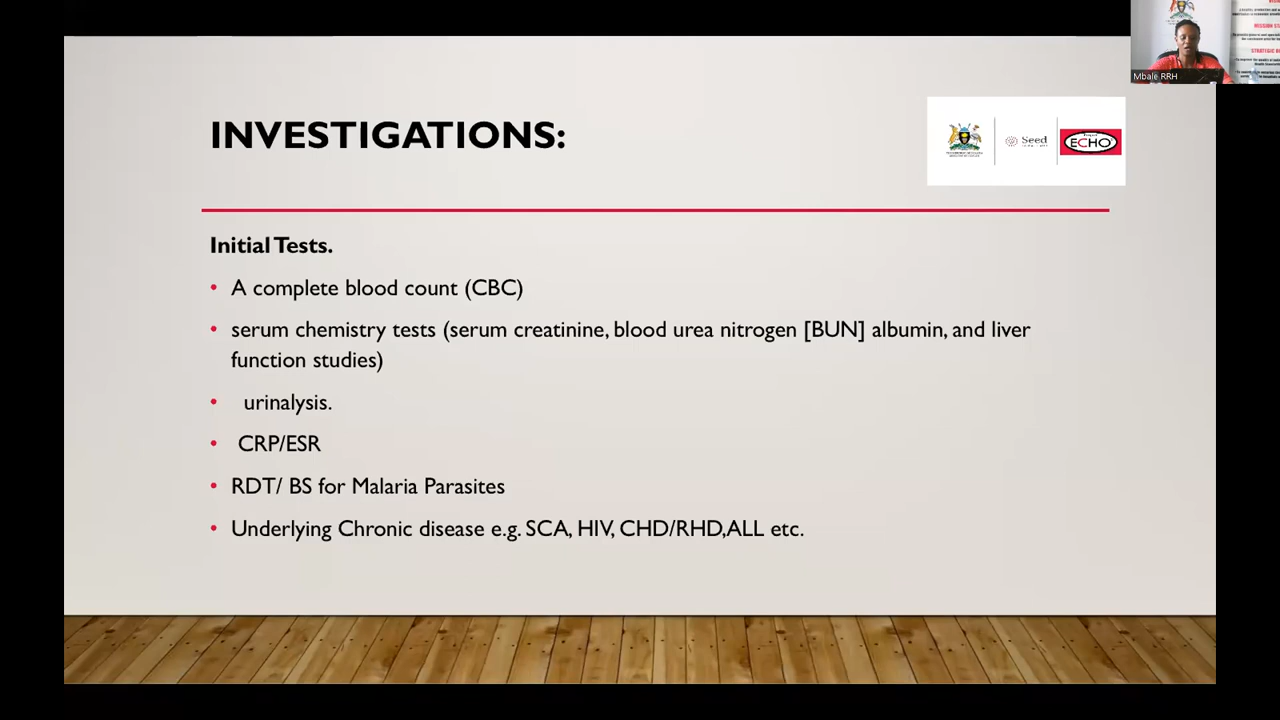 Mbale RRH
INVESTIGATIONS:
Seed
ECHO
Initial Tests.
• A complete blood count (CBC)
• serum chemistry tests (serum creatinine, blood urea nitrogen [BUN] albumin, and liver
function studies)
• urinalysis.
• CRP/ESR
• RDT/ BS for Malaria Parasites
• Underlying Chronic disease e.g. SCA, HIV, CHD/RHD,ALL etc.